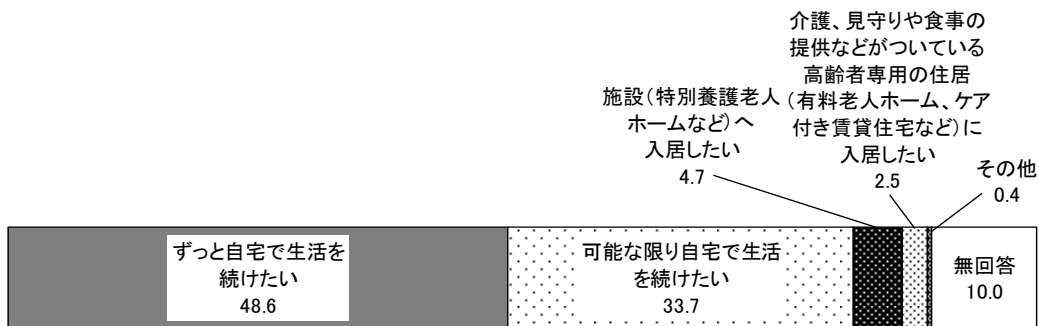 介護、見守りや食事の
提供などがついている
高齢者専用の住居
(有料老人ホーム、ケア
付き賃貸住宅など)に
入居したい
2.5
施設(特別養護老人
ホームなど)へ
入居したい
4.7
その他
0.4
ずっと自宅で生活を
続けたい
48.6
可能な限り自宅で生活
を続けたい
33.7
無回答
10.0